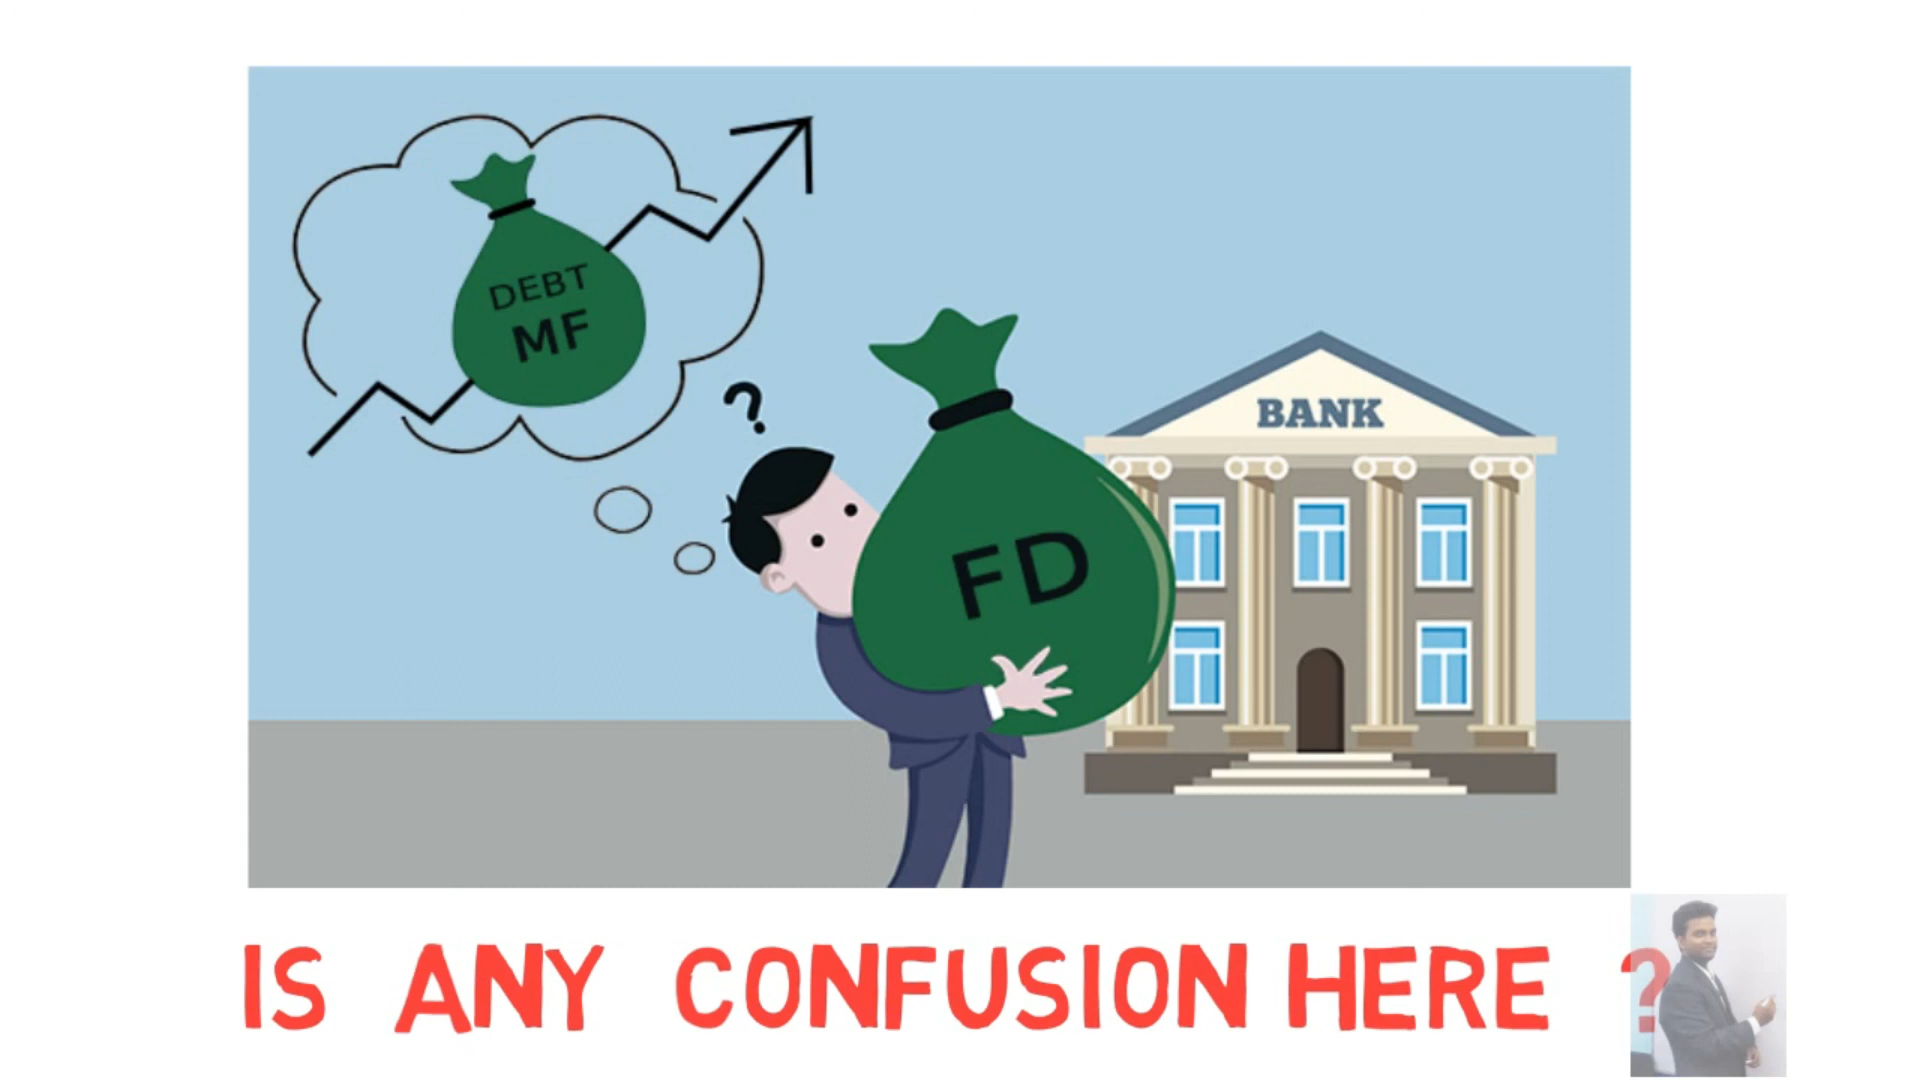 DEBT
MF
?
BANK
FD
IS ANY CONFUSION HERE ?